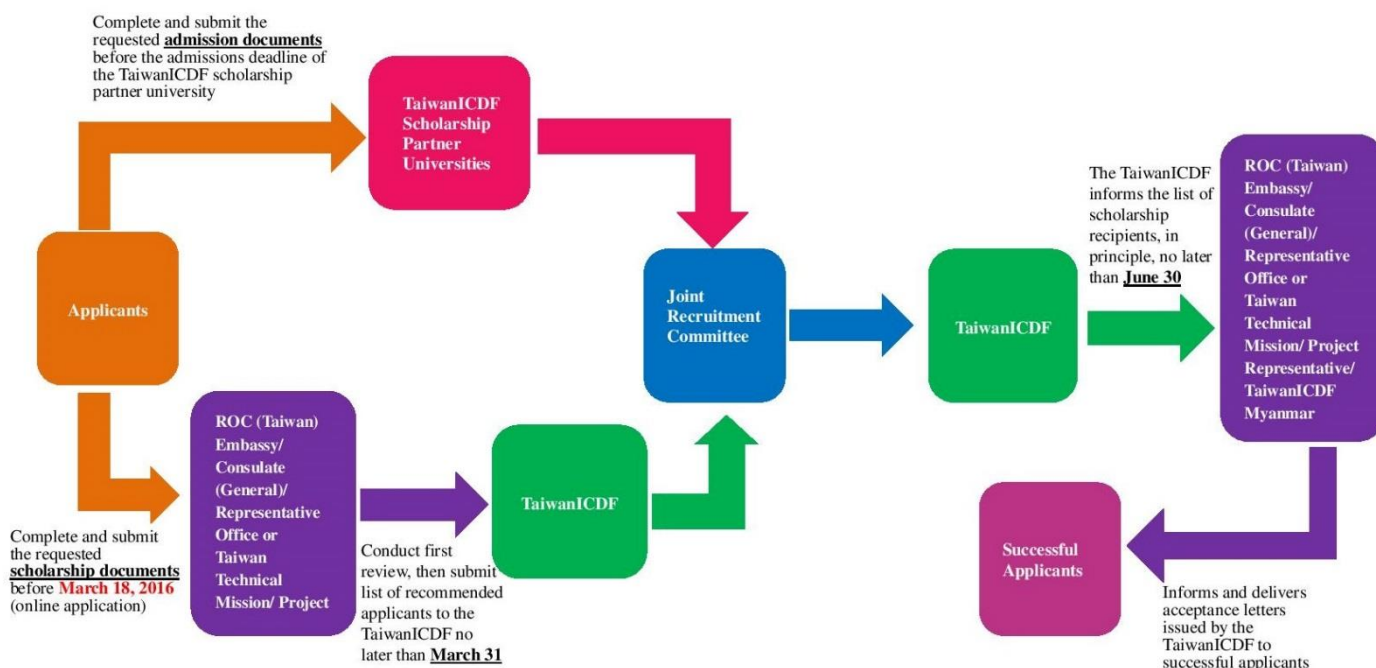 Complete and submit the
requested admission documents
before the admissions deadline of
the TaiwanICDF scholarship
partner university
TaiwanICDF
Scholarship
Partner
Universities
Applicants
Complete and submit
the requested
scholarship documents
before March 18, 2016
(online application)
ROC (Taiwan)
Embassy/
Consulate
(General)/
Representative
Office or
Taiwan
Technical
Mission/ Project
Conduct first
review, then submit
list of recommended
applicants to the
TaiwanICDF no
later than March 31
TaiwanICDF
Joint
Recruitment
Committee
TaiwanICDF
The TaiwanICDF
informs the list of
scholarship
recipients, in
principle, no later
than June 30
ROC (Taiwan)
Embassy/
Consulate
(General)/
Representative
Office or
Taiwan
Technical
Mission/ Project
Representative/
TaiwanICDF
Myanmar
Informs and delivers
acceptance letters
issued by the
TaiwanICDF to
successful applicants
Successful
Applicants